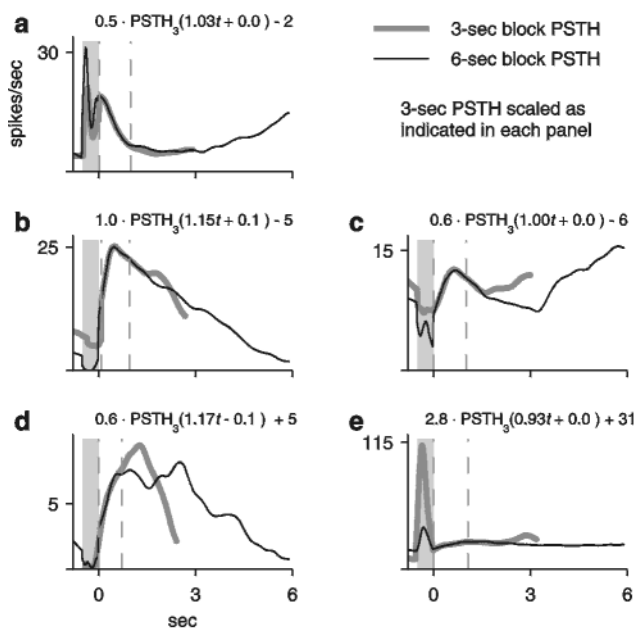 a
0.5 · PSTH3(1.03t + 0.0) - 2
30
spikes/sec
0
3
6
3-sec block PSTH
6-sec block PSTH
3-sec PSTH scaled as
indicated in each panel
b
1.0 · PSTH3(1.15t + 0.1) - 5
25
c
0.6 · PSTH3(1.00t + 0.0) - 6
15
d
0.6 · PSTH3(1.17t - 0.1) + 5
5
0
3
6
sec
e
2.8 · PSTH3(0.93t + 0.0) + 31
115
0
3
6